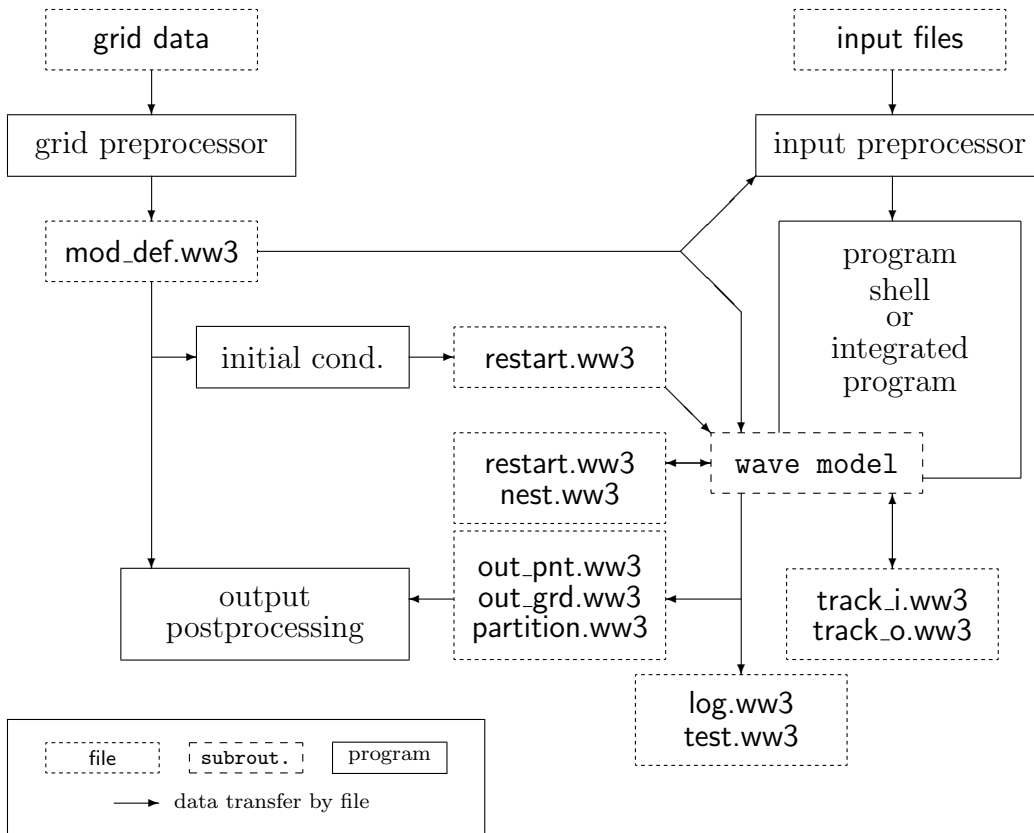 grid data
input files
grid preprocessor
input preprocessor
mod_def.ww3
program
shell
or
integrated
program
initial cond.
restart.ww3
restart.ww3
nest.ww3
wave model
out_pnt.ww3
out_grd.ww3
partition.ww3
output
postprocessing
track_i.ww3
track_o.ww3
log.ww3
test.ww3
file
subrout.
program
data transfer by file